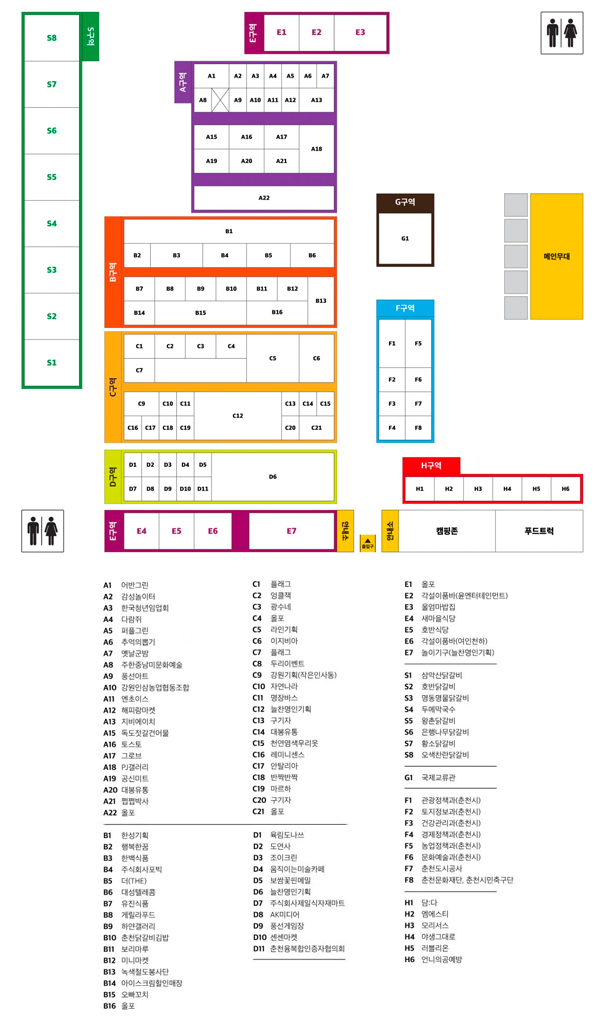 S8
S구역
E구역
E1
E2
E3
S7
A구역
A1
A2
A3
A4
A5
A6
A7
A8
A9
A10
A11
A12
A13
S6
A15
A16
A17
A18
A19
A20
A21
S5
A22
G구역
G1
메인무대
S4
B구역
B1
B2
B3
B4
B5
B6
S3
B7
B8
B9
B10
B11
B12
B13
B14
B15
B16
S2
F구역
F1
F5
F2
F6
F3
F7
F4
F8
S1
C구역
C1
C2
C3
C4
C5
C6
C7
C9
C10
C11
C12
C13
C14
C15
C16
C17
C18
C19
C20
C21
D구역
D1
D2
D3
D4
D5
D6
D7
D8
D9
D10
D11
H구역
H1
H2
H3
H4
H5
H6
E구역
E4
E5
E6
E7
안내소
출입구
안내소
캠핑존
푸드트럭
A1 어반그린
A2 감성놀이터
A3 한국청년임업회
A4 다람쥐
A5 퍼플그린
A6 추억의뽑기
A7 옛날군밤
A8 주한중남미문화예술
A9 풍선아트
A10 강원인삼농업협동조합
A11 엔초이스
A12 해피랑마켓
A13 지비에이치
A15 독도젓갈건어물
A16 토스토
A17 그로브
A18 PJ갤러리
A19 공신미트
A20 대봉유통
A21 쩝쩝박사
A22 올포
B1 한성기획
B2 행복한꿈
B3 한백식품
B4 주식회사포빅
B5 더(THE)
B6 대성텔레콤
B7 유진식품
B8 게릴라푸드
B9 하얀갤러리
B10 춘천닭갈비김밥
B11 보리마루
B12 미니마켓
B13 녹색철도봉사단
B14 아이스크림할인매장
B15 오빠꼬치
B16 올포
C1 플래그
C2 엉클잭
C3 광수네
C4 올포
C5 라인기획
C6 이지비아
C7 플래그
C8 두리이벤트
C9 강원기획(작은인사동)
C10 자연나라
C11 명장바스
C12 늘찬명인기획
C13 구기자
C14 대봉유통
C15 천연염색우리옷
C16 레미니센스
C17 안탈리아
C18 반짝반짝
C19 마르하
C20 구기자
C21 올포
D1 육림도나쓰
D2 도연사
D3 조이크린
D4 움직이는미술카페
D5 보쌈꽃핀메밀
D6 늘찬명인기획
D7 주식회사제일식자재마트
D8 AK미디어
D9 풍선게임장
D10 센센마켓
D11 춘천융복합인증자협의회
E1 올포
E2 각설이품바(윤엔터테인먼트)
E3 울엄마밥집
E4 새마을식당
E5 호반식당
E6 각설이품바(여인천하)
E7 놀이기구(늘찬명인기획)
S1 삼악산닭갈비
S2 호반닭갈비
S3 명동명물닭갈비
S4 두메막국수
S5 왕촌닭갈비
S6 은행나무닭갈비
S7 황소닭갈비
S8 오색찬란닭갈비
G1 국제교류관
F1 관광정책과(춘천시)
F2 토지정보과(춘천시)
F3 건강관리과(춘천시)
F4 경제정책과(춘천시)
F5 농업정책과(춘천시)
F6 문화예술과(춘천시)
F7 춘천도시공사
F8 춘천문화재단, 춘천시민축구단
H1 담:다
H2 엠에스티
H3 모리셔스
H4 야생그대로
H5 러블리온
H6 언니의공예방